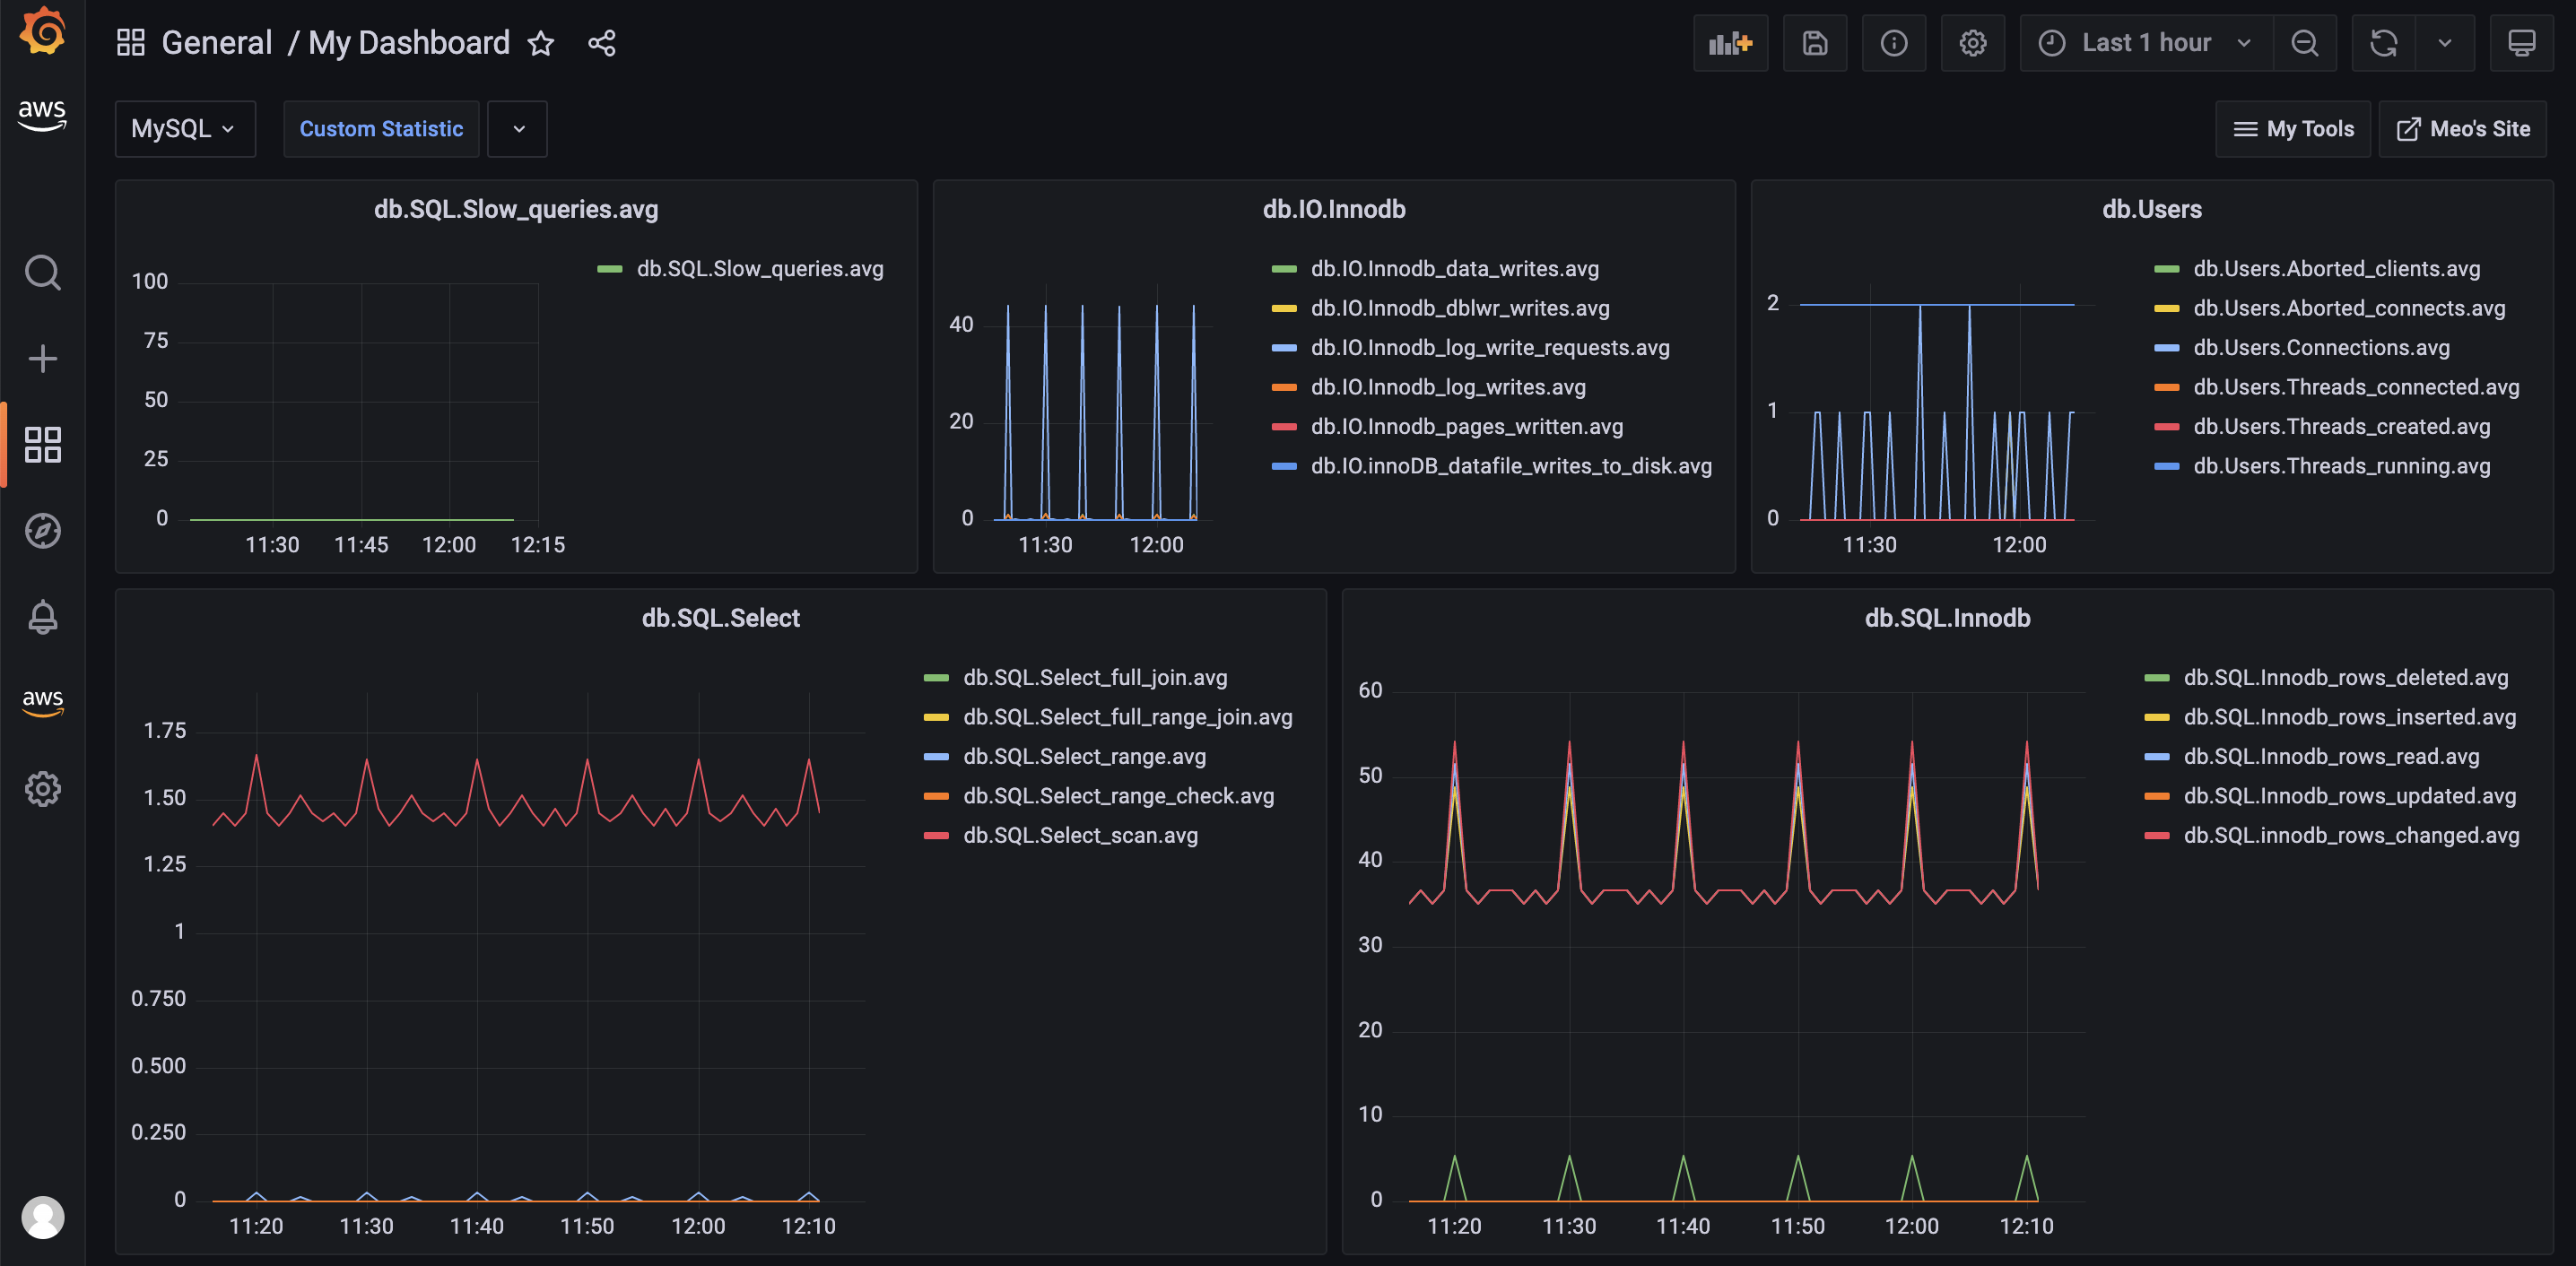 General / My Dashboard
Last 1 hour
aws
MySQL
Custom Statistic
My Tools
Meo's Site
db.SQL.Slow_queries.avg
100
75
50
25
0
11:30 11:45 12:00 12:15
db.SQL.Slow_queries.avg
db.IO.Innodb
40
20
0
11:30 12:00
db.IO.Innodb_data_writes.avg
db.IO.Innodb_dblwr_writes.avg
db.IO.Innodb_log_write_requests.avg
db.IO.Innodb_log_writes.avg
db.IO.Innodb_pages_written.avg
db.IO.innoDB_datafile_writes_to_disk.avg
db.Users
2
1
0
11:30 12:00
db.Users.Aborted_clients.avg
db.Users.Aborted_connects.avg
db.Users.Connections.avg
db.Users.Threads_connected.avg
db.Users.Threads_created.avg
db.Users.Threads_running.avg
aws
db.SQL.Select
1.75
1.50
1.25
1
0.750
0.500
0.250
0
11:20 11:30 11:40 11:50 12:00 12:10
db.SQL.Select_full_join.avg
db.SQL.Select_full_range_join.avg
db.SQL.Select_range.avg
db.SQL.Select_range_check.avg
db.SQL.Select_scan.avg
db.SQL.Innodb
60
50
40
30
20
10
0
11:20 11:30 11:40 11:50 12:00 12:10
db.SQL.Innodb_rows_deleted.avg
db.SQL.Innodb_rows_inserted.avg
db.SQL.Innodb_rows_read.avg
db.SQL.Innodb_rows_updated.avg
db.SQL.innodb_rows_changed.avg